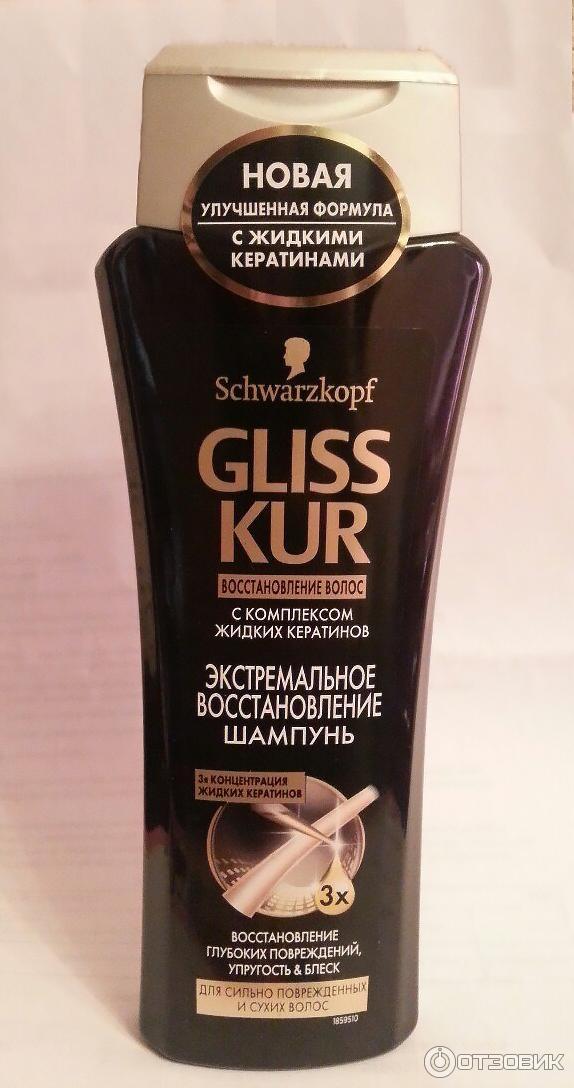 НОВАЯ
УЛУЧШЕННАЯ ФОРМУЛА
С ЖИДКИМИ
КЕРАТИНАМИ
Schwarzkopf
GLISS
KUR
ВОССТАНОВЛЕНИЕ ВОЛОС
С КОМПЛЕКСОМ
ЖИДКИХ КЕРАТИНОВ
ЭКСТРЕМАЛЬНОЕ
ВОССТАНОВЛЕНИЕ
ШАМПУНЬ
3x КОНЦЕНТРАЦИЯ
ЖИДКИХ КЕРАТИНОВ
3x
ВОССТАНОВЛЕНИЕ
ГЛУБОКИХ ПОВРЕЖДЕНИЙ,
УПРУГОСТЬ & БЛЕСК
ДЛЯ СИЛЬНО ПОВРЕЖДЕННЫХ
И СУХИХ ВОЛОС
1859510
ОТЗОВИК